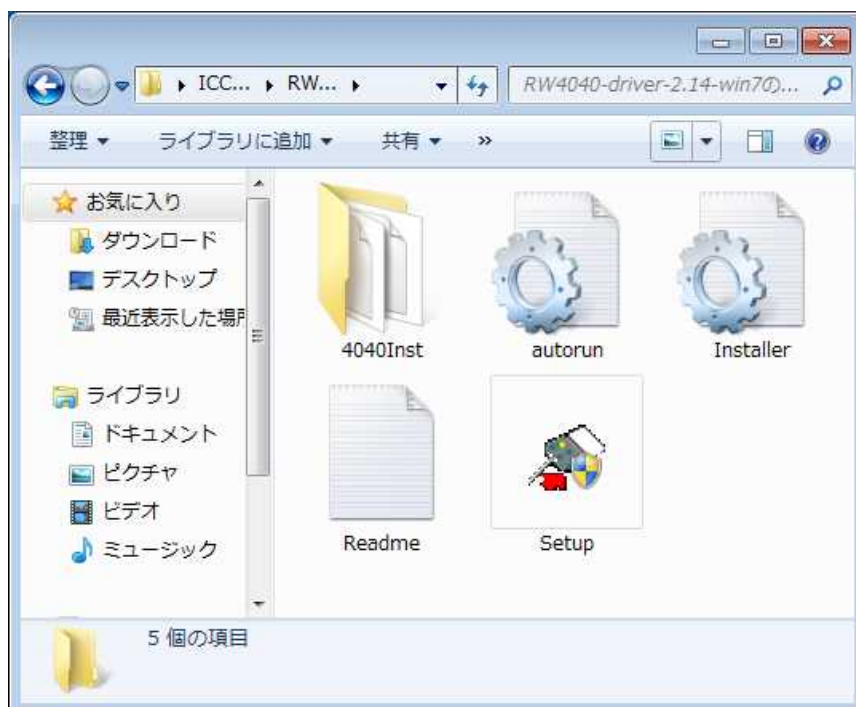 ICC... RW...
RW4040-driver-2.14-win7の...
整理 ライブラリに追加 共有 »
お気に入り
ダウンロード
デスクトップ
最近表示した場所
ライブラリ
ドキュメント
ピクチャ
ビデオ
ミュージック
4040Inst
autorun
Installer
Readme
Setup
5 個の項目